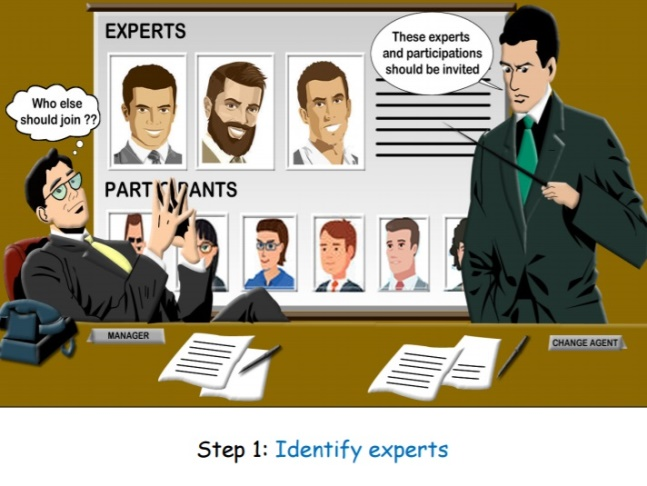 EXPERTS
These experts
and participations
should be invited
Who else
should join ??
PARTICIPANTS
MANAGER
CHANGE AGENT
Step 1: Identify experts